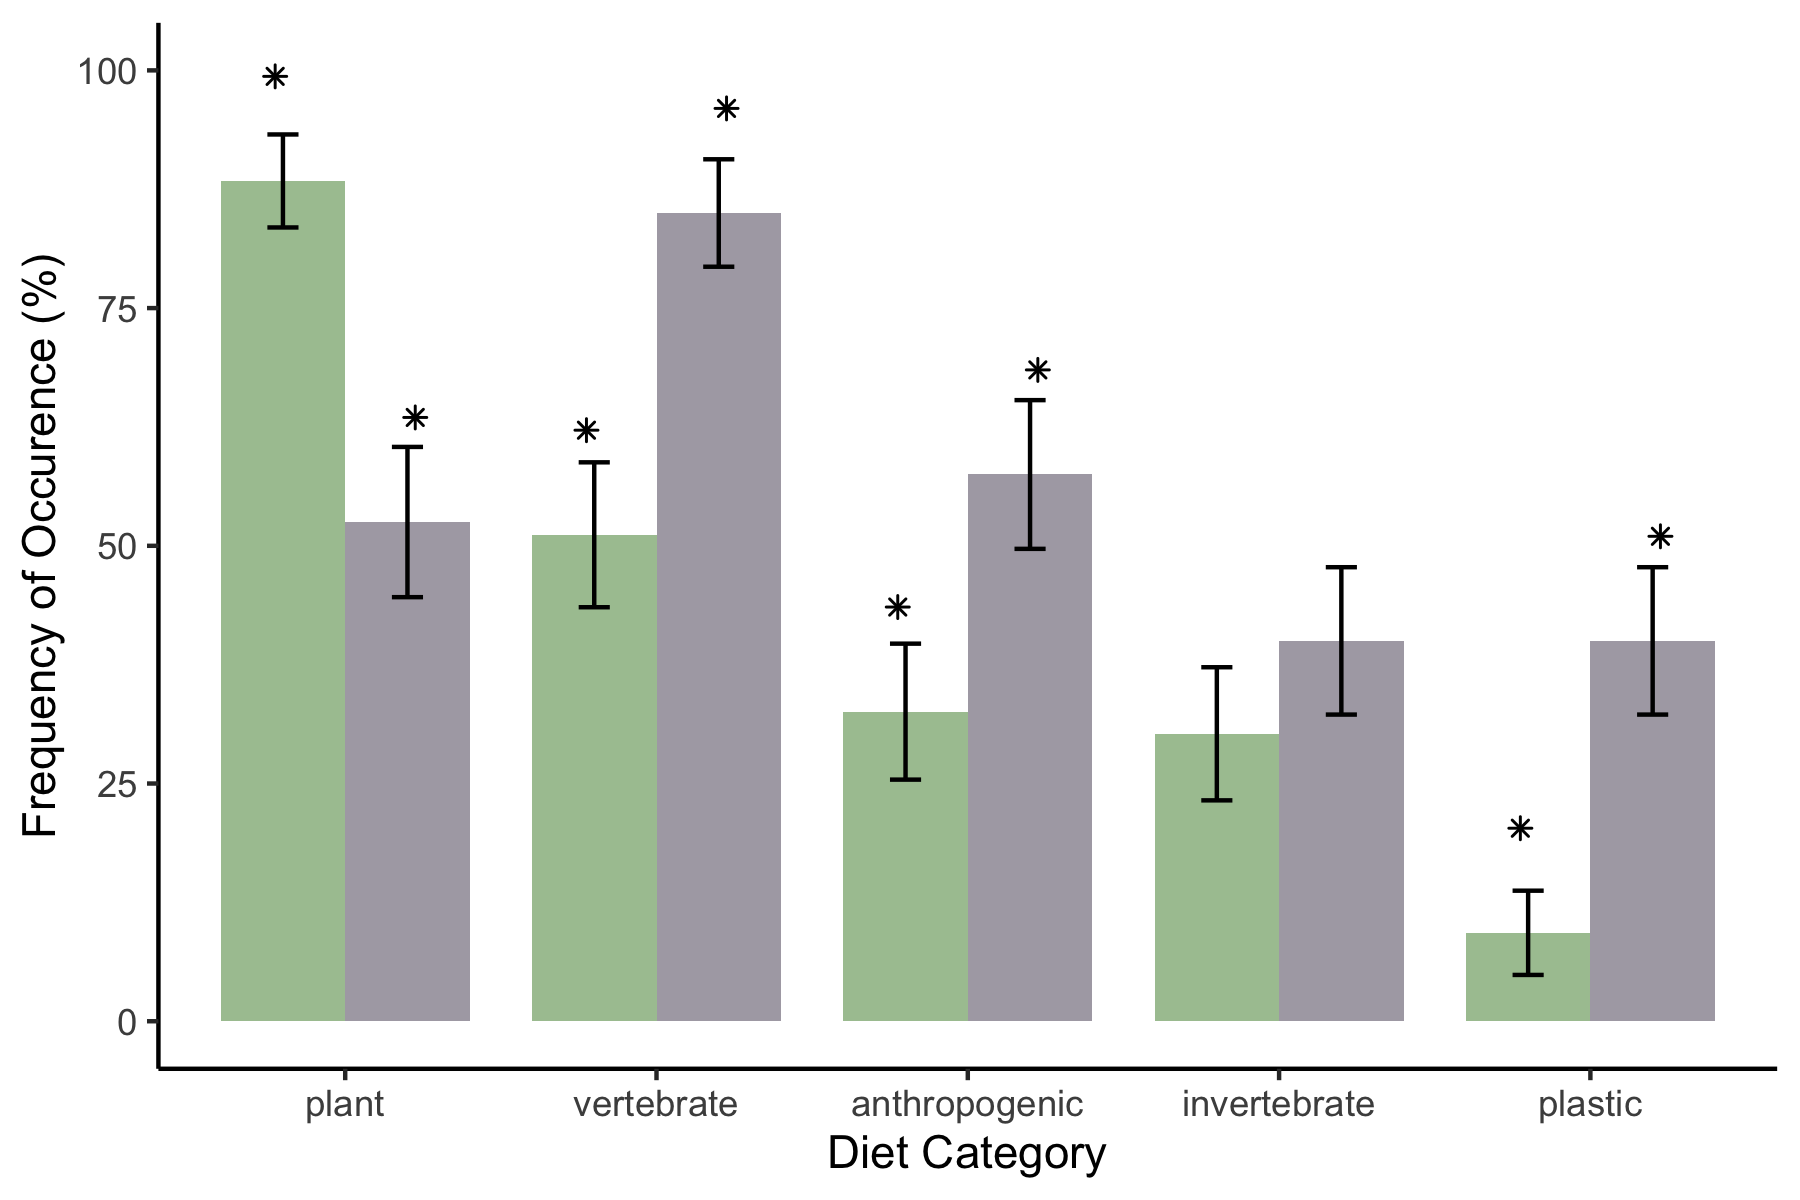 Frequency of Occurence (%)
100
75
50
25
0
* * * * * * * *
plant vertebrate anthropogenic invertebrate plastic
Diet Category